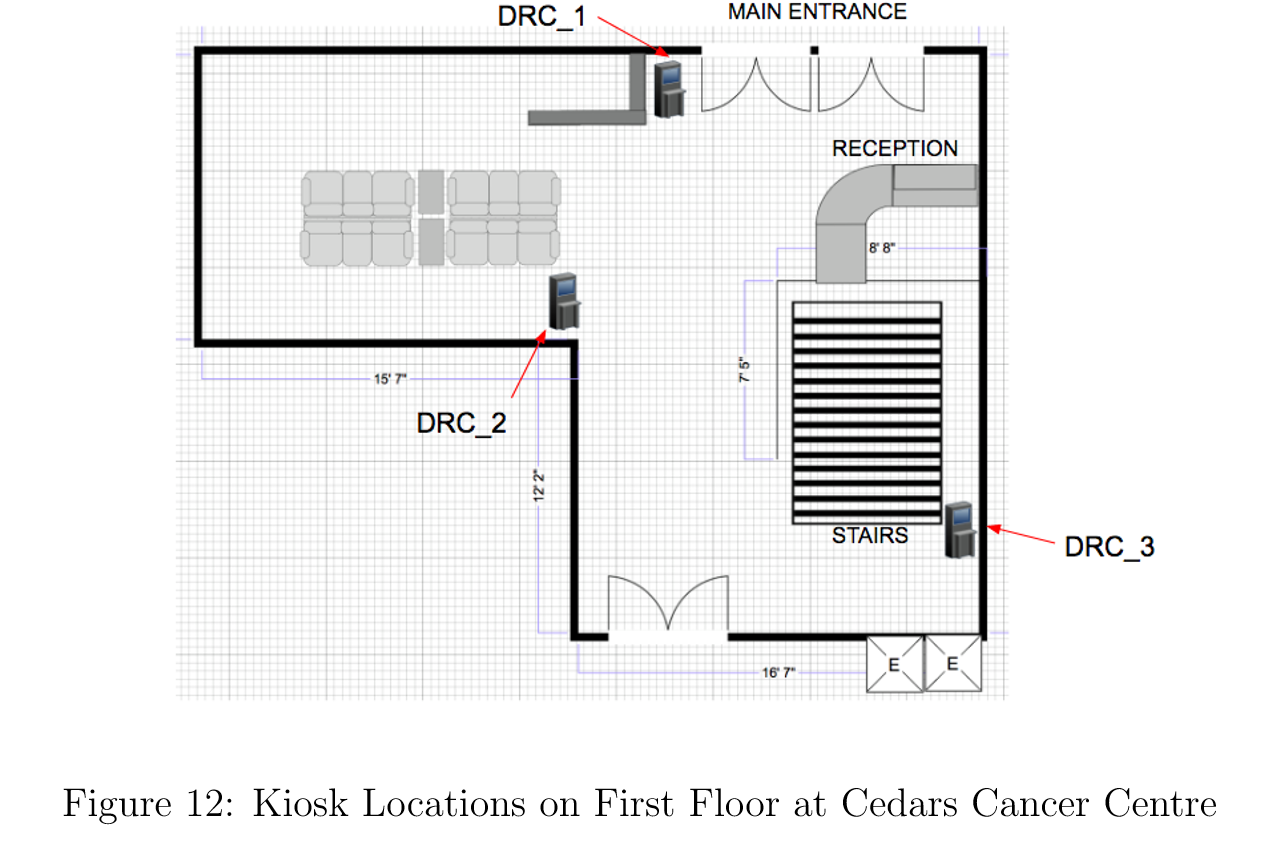 DRC_1
MAIN ENTRANCE
RECEPTION
8' 8"
7' 5"
15' 7"
DRC_2
12' 2"
STAIRS
DRC_3
E
E
16' 7"
Figure 12: Kiosk Locations on First Floor at Cedars Cancer Centre